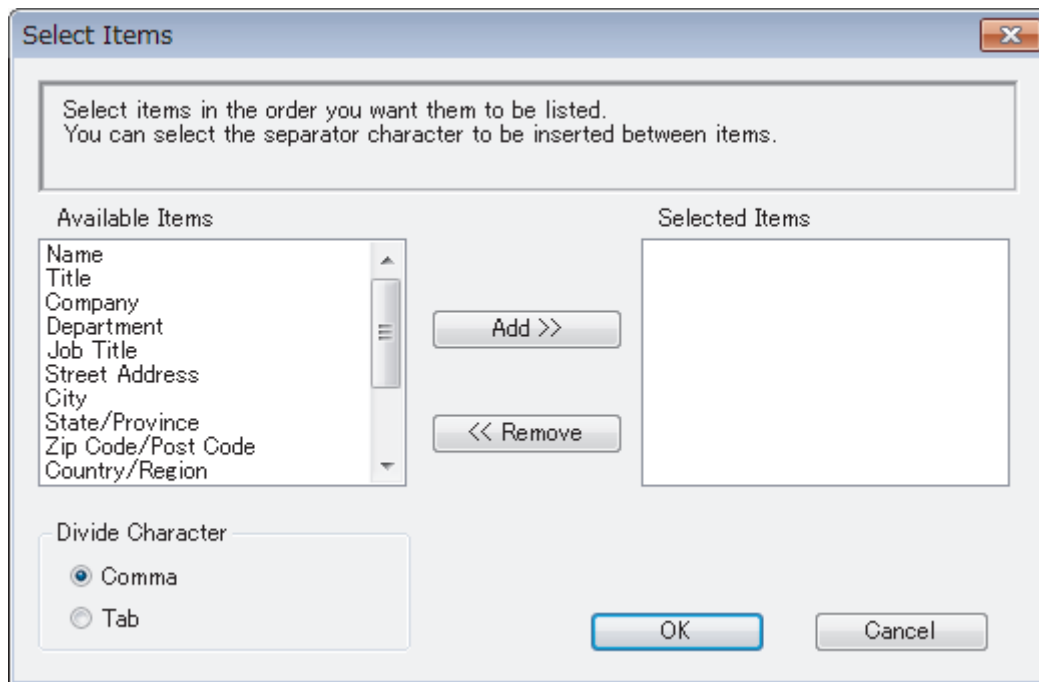 Select Items
Select items in the order you want them to be listed.
You can select the separator character to be inserted between items.
Available Items
Selected Items
Name
Title
Company
Department
Job Title
Street Address
City
State/Province
Zip Code/Post Code
Country/Region
Add >>
<< Remove
Divide Character
Comma
Tab
OK
Cancel